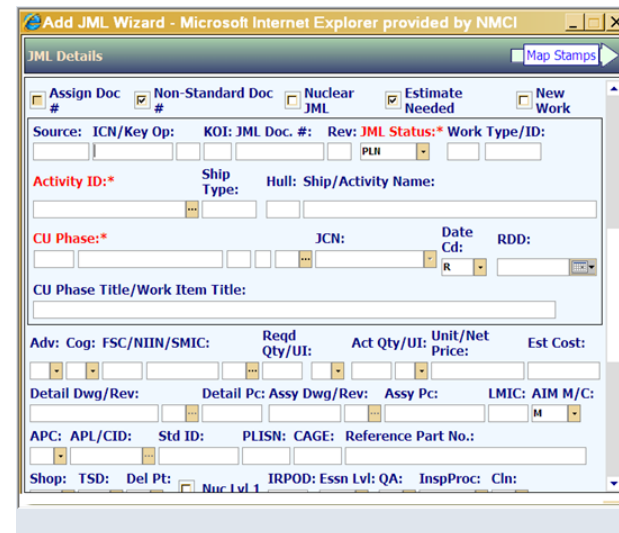 Add JML Wizard - Microsoft Internet Explorer provided by NMCI
JML Details
Map Stamps
Assign Doc # Non-Standard Doc # Nuclear JML Estimate Needed New Work
Source: ICN/Key Op: KOI: JML Doc. #: Rev: JML Status:* Work Type/ID:
PLN
Activity ID:* Ship Type: Hull: Ship/Activity Name:
CU Phase:* JCN: Date Cd: RDD:
R
CU Phase Title/Work Item Title:
Adv: Cog: FSC/NIIN/SMIC: Reqd Qty/UI: Act Qty/UI: Unit/Net Price: Est Cost:
Detail Dwg/Rev: Detail Pc: Assy Dwg/Rev: Assy Pc: LMIC: AIM M/C:
M
APC: APL/CID: Std ID: PLISN: CAGE: Reference Part No.:
Shop: TSD: Del Pt: Nuc Lvl 1 IRPOD: Essn Lvl: QA: InspProc: Cln: